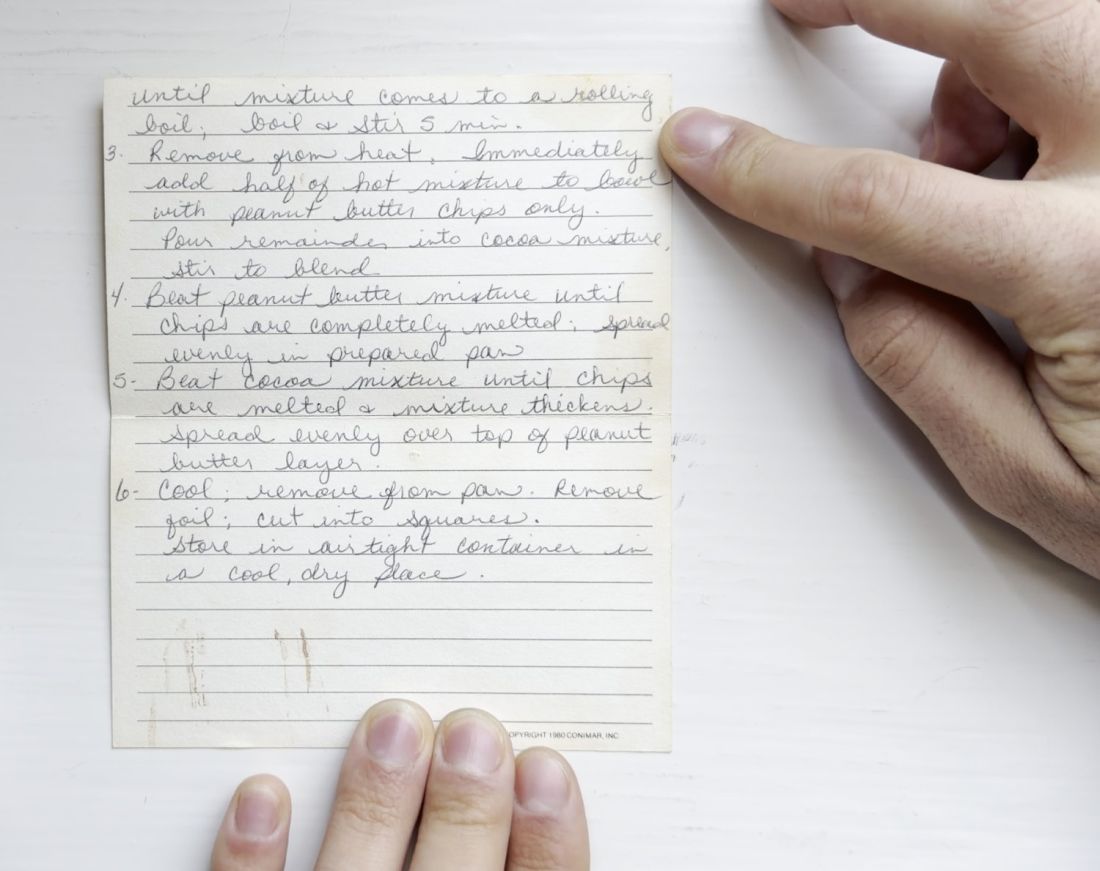 until mixture comes to a rolling
boil; boil & stir 5 min.
3. Remove from heat. Immediately
add half of hot mixture to bowl
with peanut butter chips only.
Pour remainder into cocoa mixture,
stir to blend
4. Beat peanut butter mixture until
chips are completely melted; spread
evenly in prepared pan
5- Beat cocoa mixture until chips
are melted & mixture thickens.
Spread evenly over top of peanut
butter layer.
6- Cool; remove from pan. Remove
foil; cut into squares.
Store in airtight container in
a cool, dry place.
OPYRIGHT 1980 CONIMAR, INC